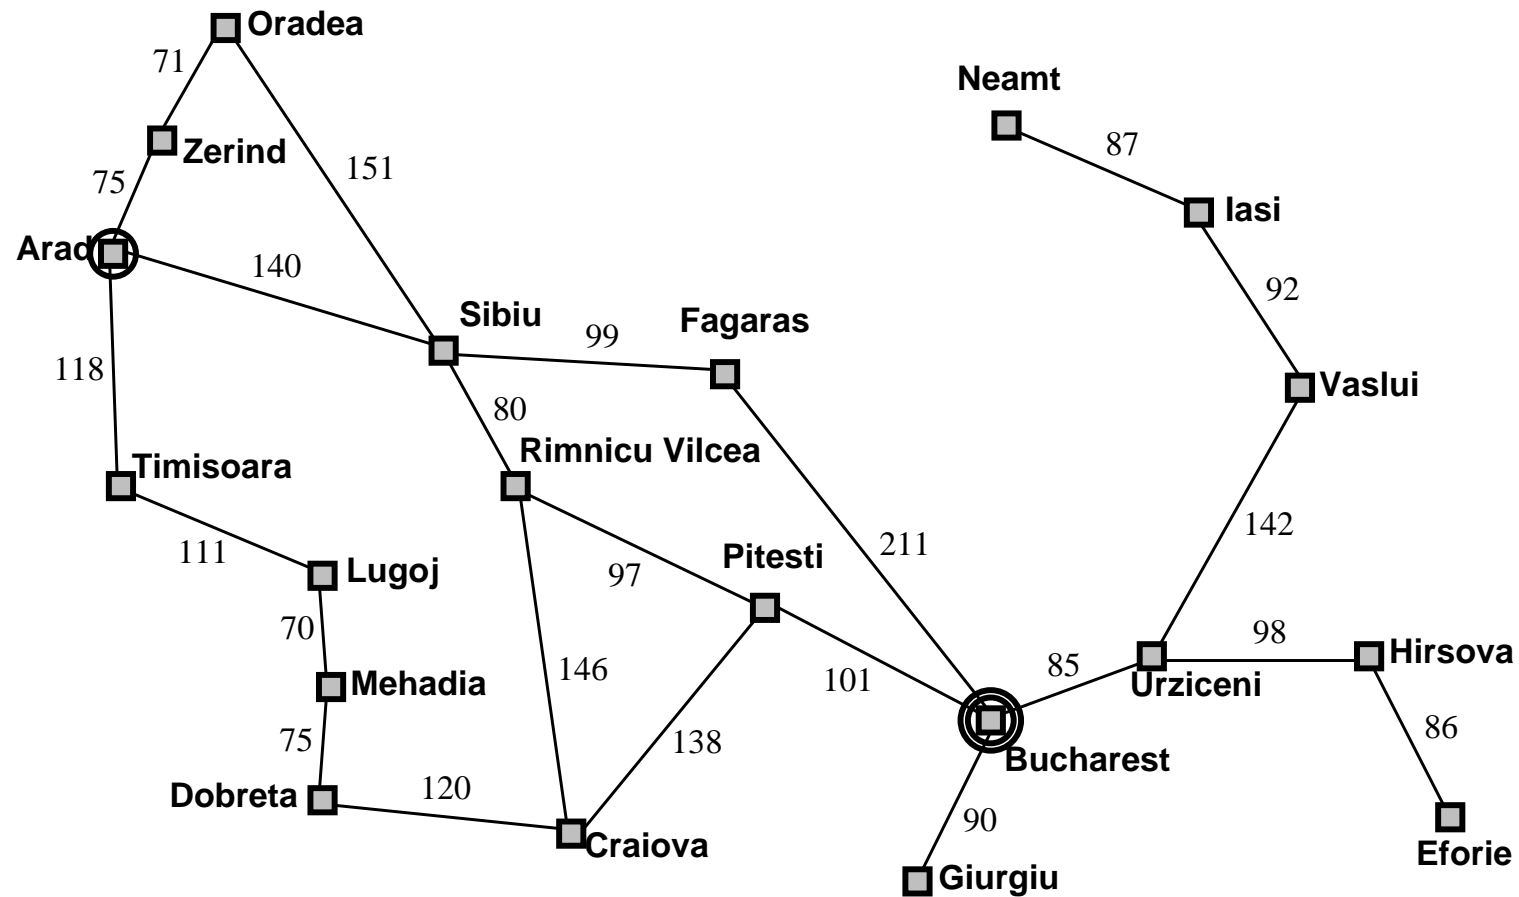 Oradea
71
Neamt
87
Zerind
151
75
Iasi
Arad
140
92
Sibiu
Fagaras
99
118
Vaslui
80
Rimnicu Vilcea
Timisoara
142
211
111
Pitesti
Lugoj
97
70
98
Hirsova
85
146
Mehadia
101
Urziceni
86
75
138
Bucharest
Dobreta
120
90
Craiova
Eforie
Giurgiu